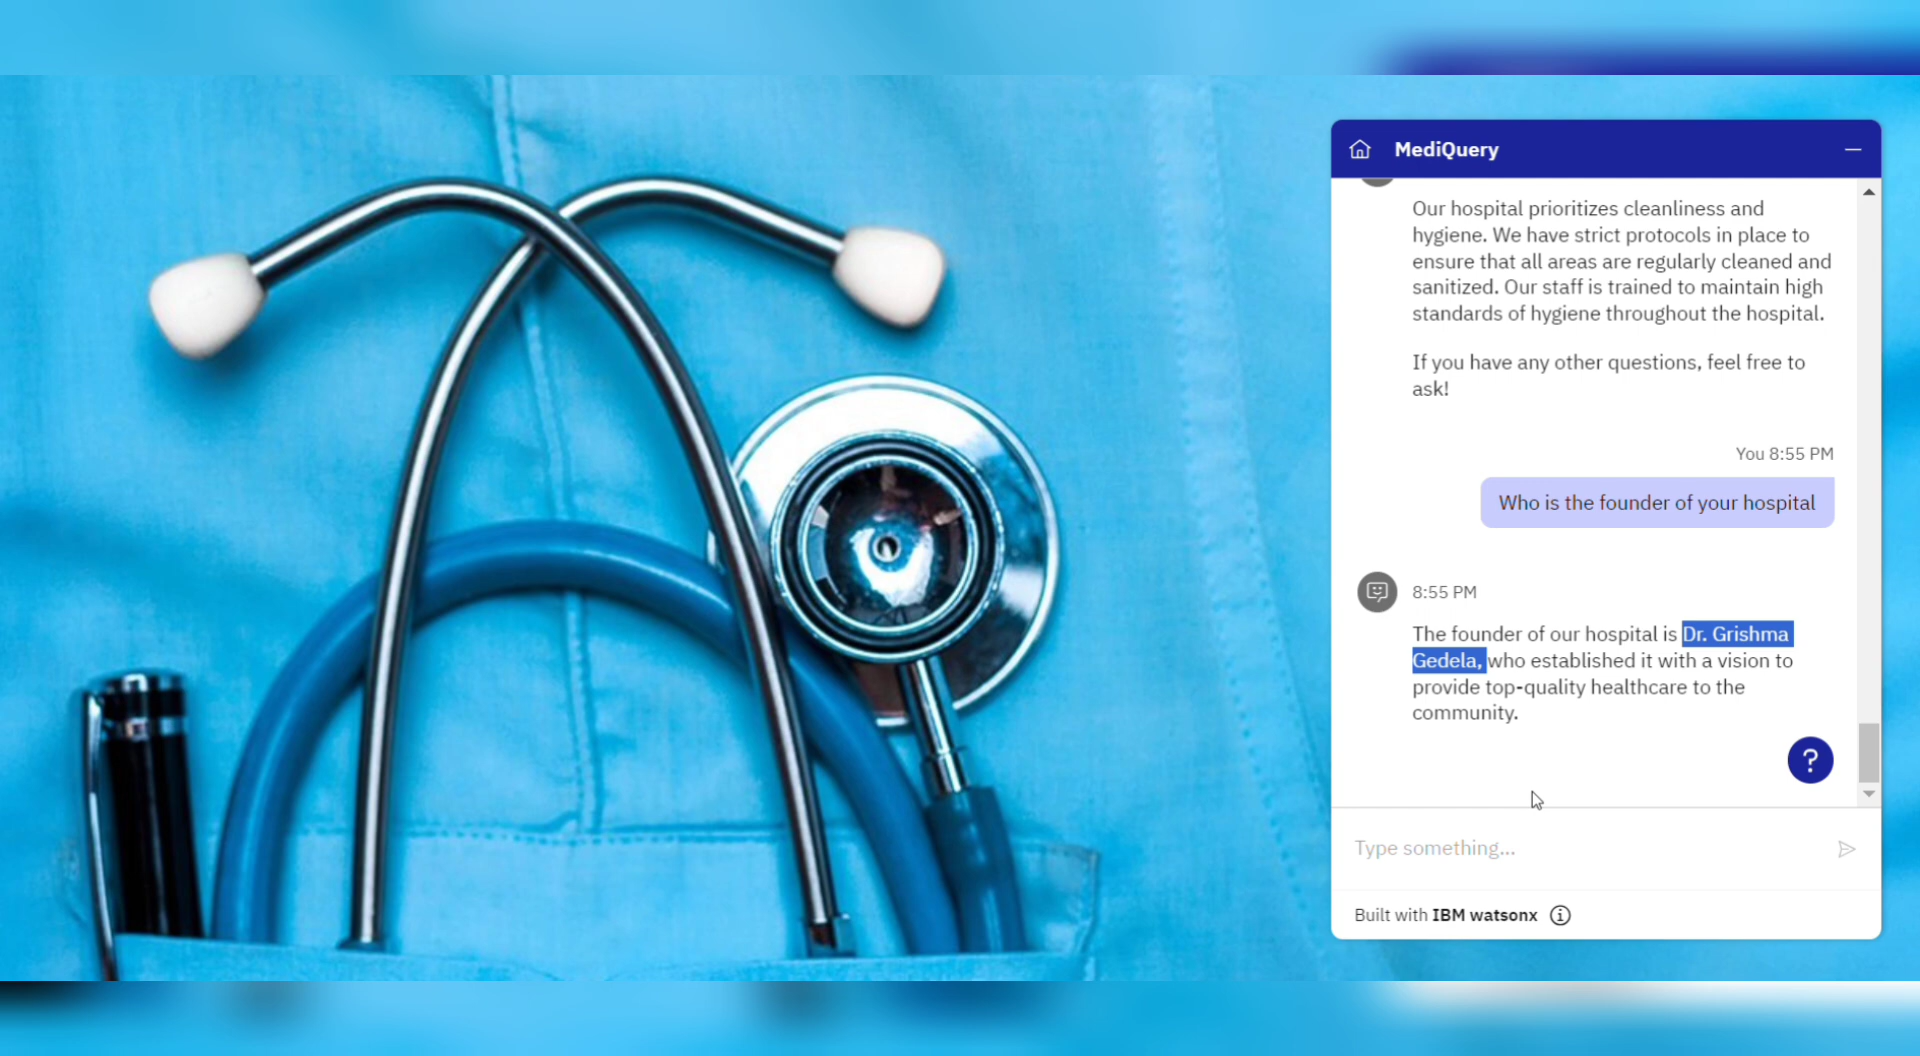 MediQuery
Our hospital prioritizes cleanliness and
hygiene. We have strict protocols in place to
ensure that all areas are regularly cleaned and
sanitized. Our staff is trained to maintain high
standards of hygiene throughout the hospital.
If you have any other questions, feel free to
ask!
You 8:55 PM
Who is the founder of your hospital
8:55 PM
The founder of our hospital is Dr. Grishma
Gedela, who established it with a vision to
provide top-quality healthcare to the
community.
?
Type something...
Built with IBM watsonx